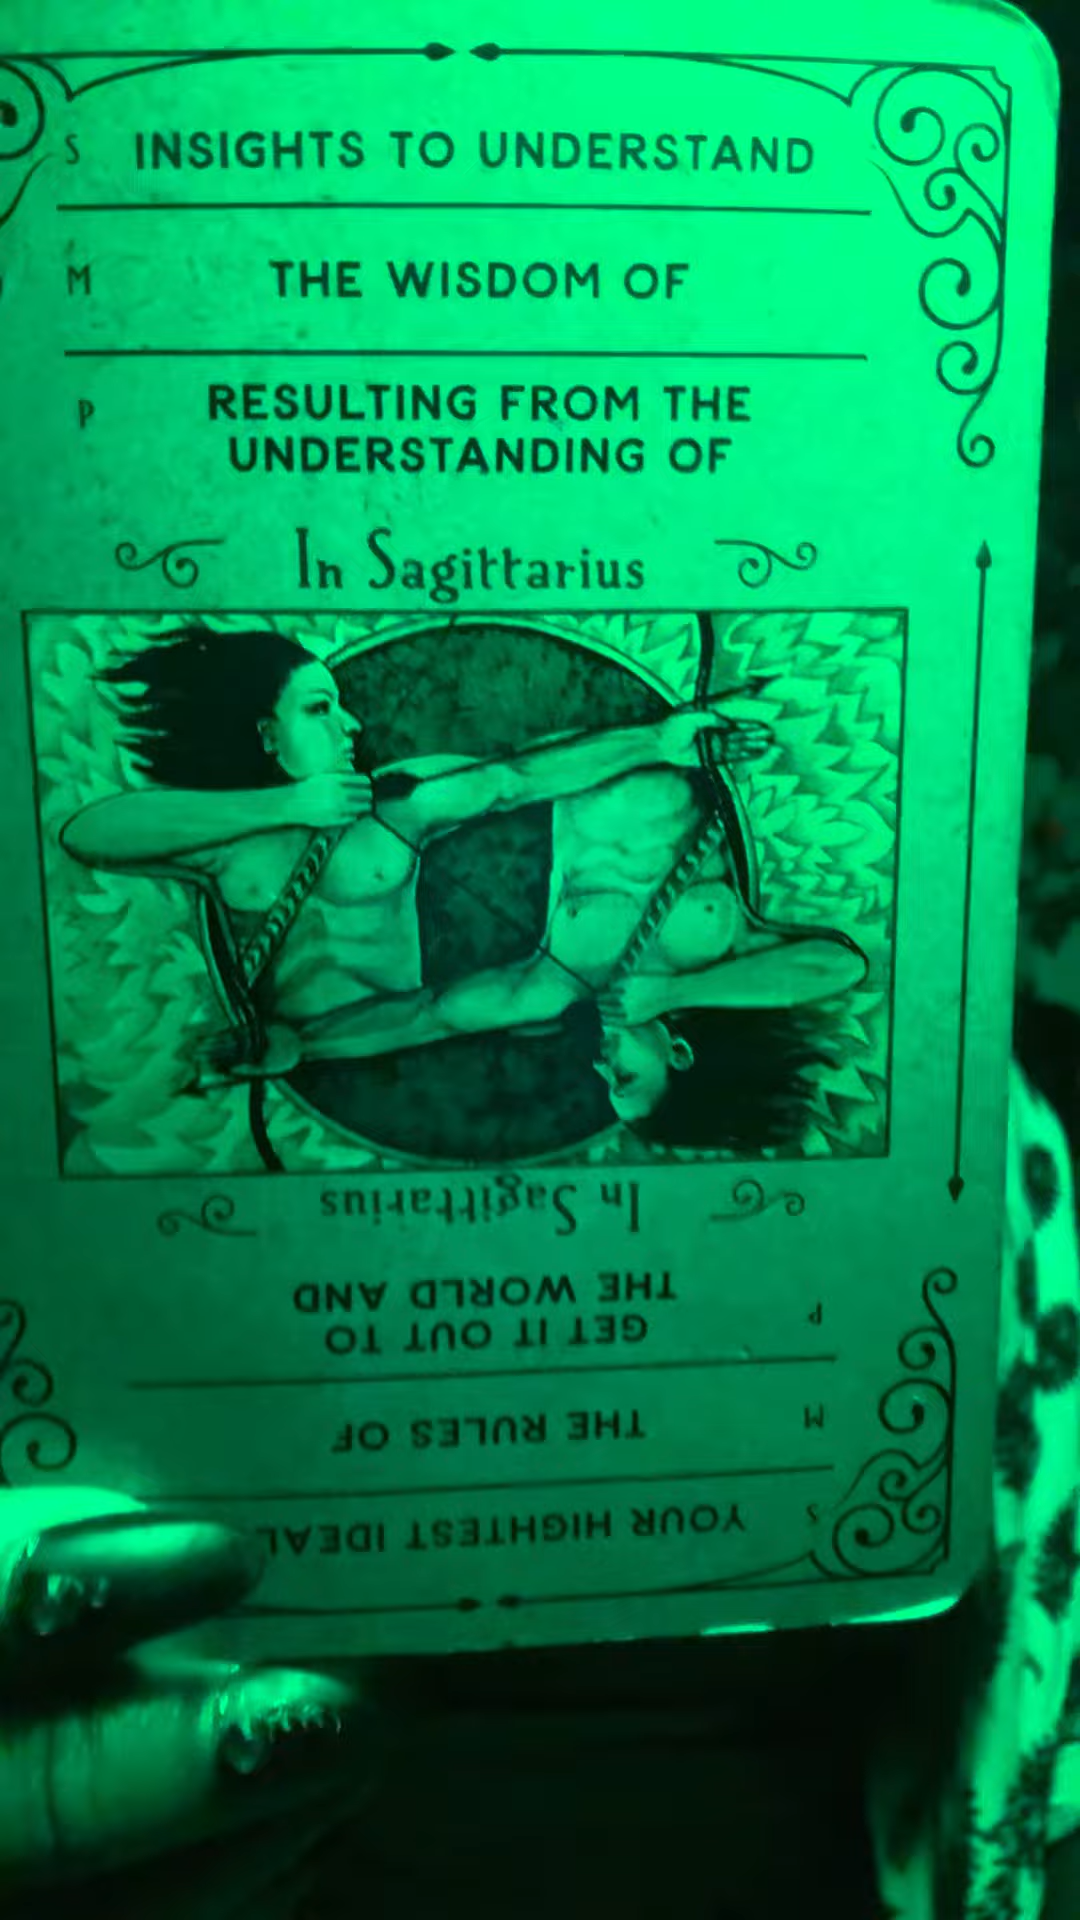 S INSIGHTS TO UNDERSTAND
M THE WISDOM OF
P RESULTING FROM THE
UNDERSTANDING OF
In Sagittarius
In Sagittarius
THE WORLD AND
GET IT OUT TO
P
THE RULES OF M
YOUR HIGHTEST IDEAL S